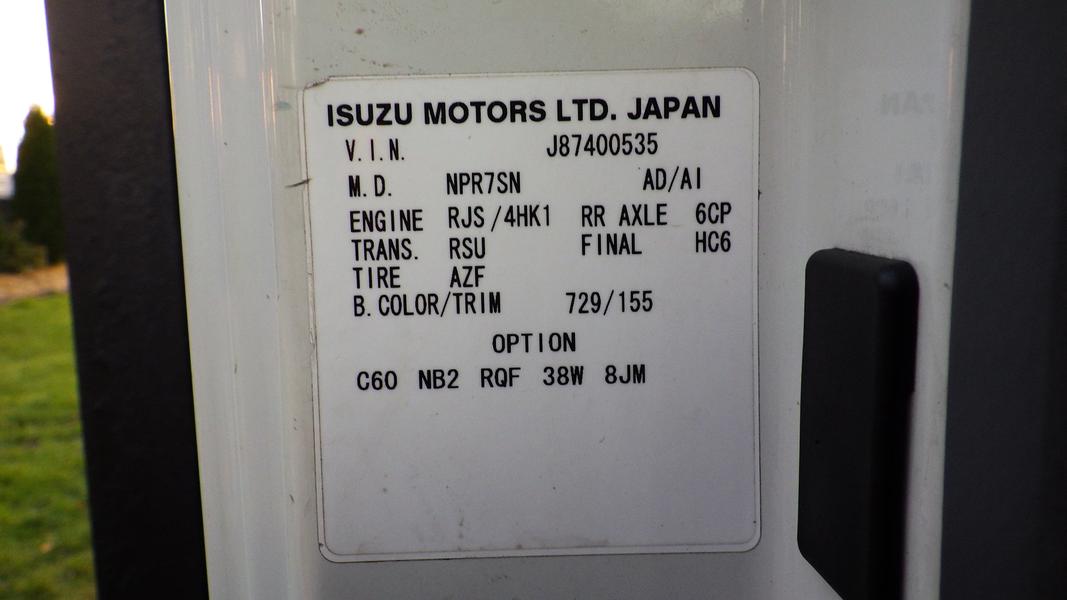 ISUZU MOTORS LTD. JAPAN
V.I.N. J87400535
M.D. NPR7SN AD/AI
ENGINE RJS/4HK1 RR AXLE 6CP
TRANS. RSU FINAL HC6
TIRE AZF
B.COLOR/TRIM 729/155
OPTION
C60 NB2 RQF 38W 8JM